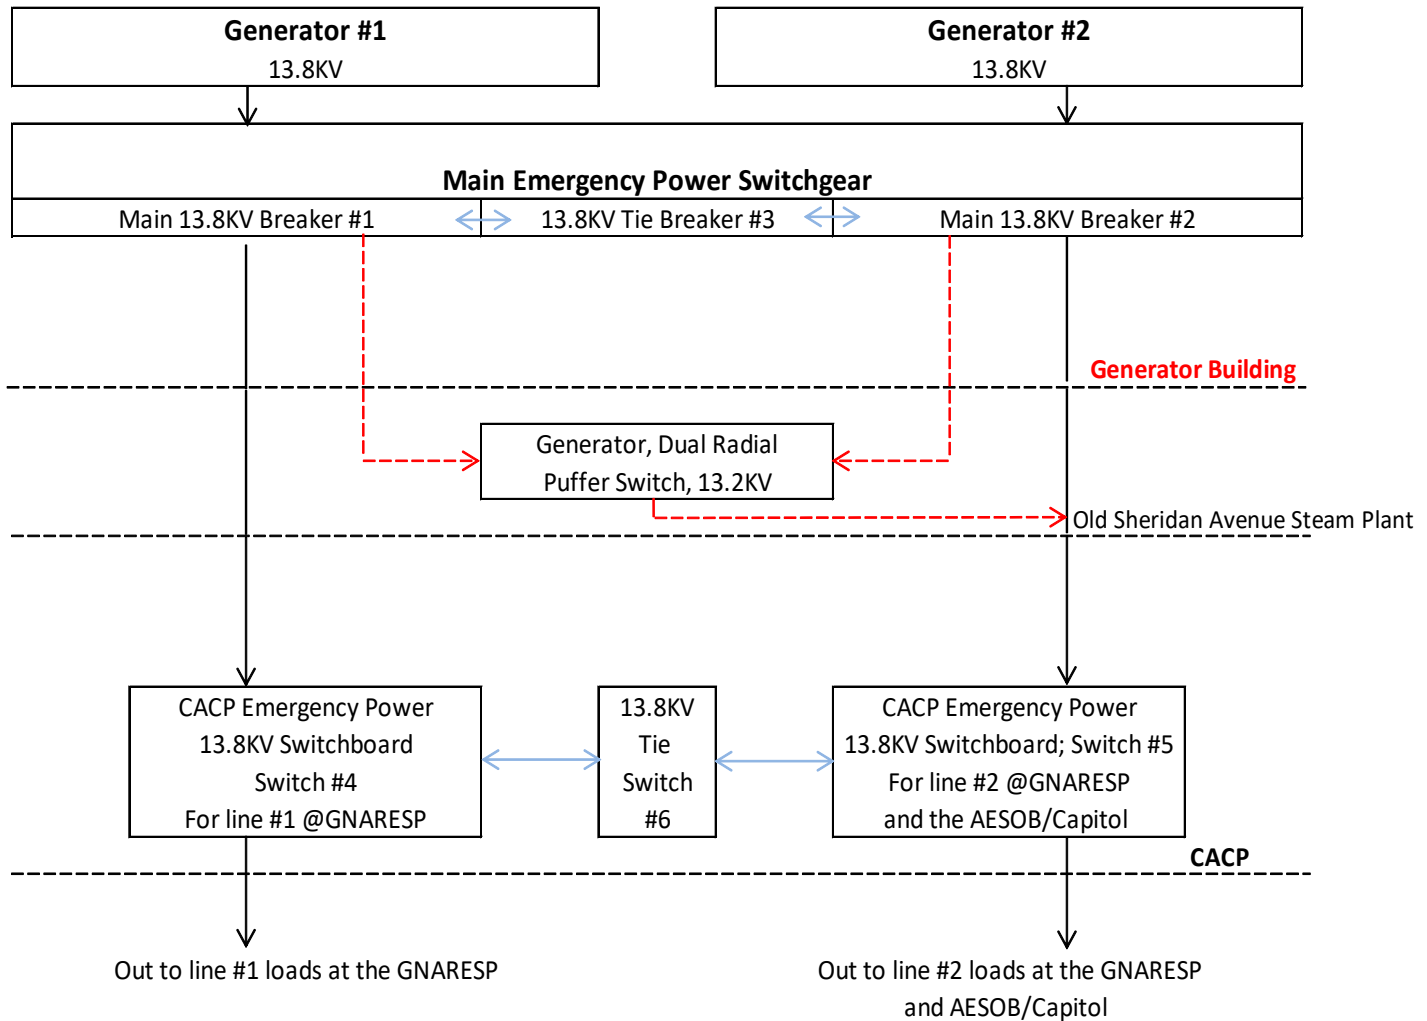 Generator #1
13.8KV
Generator #2
13.8KV
Main Emergency Power Switchgear
Main 13.8KV Breaker #1
13.8KV Tie Breaker #3
Main 13.8KV Breaker #2
Generator Building
Generator, Dual Radial
Puffer Switch, 13.2KV
Old Sheridan Avenue Steam Plant
CACP Emergency Power
13.8KV Switchboard
Switch #4
For line #1 @GNARESP
13.8KV
Tie
Switch
#6
CACP Emergency Power
13.8KV Switchboard; Switch #5
For line #2 @GNARESP
and the AESOB/Capitol
CACP
Out to line #1 loads at the GNARESP
Out to line #2 loads at the GNARESP
and AESOB/Capitol